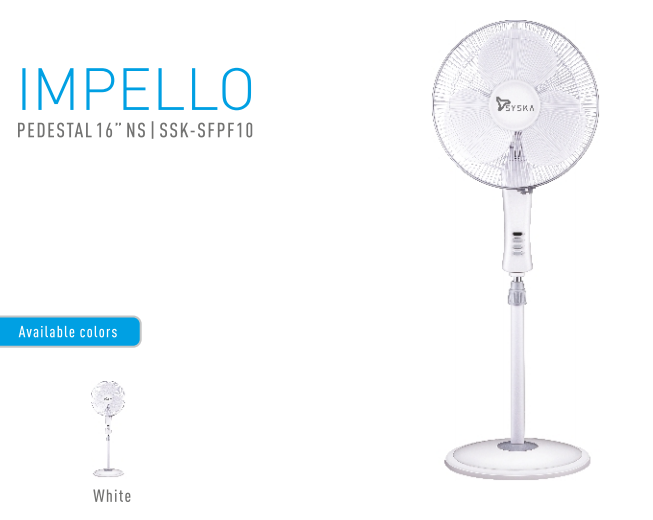 IMPELLO
PEDESTAL 16" NS | SSK-SFPF10
SYSKA
Available colors
White